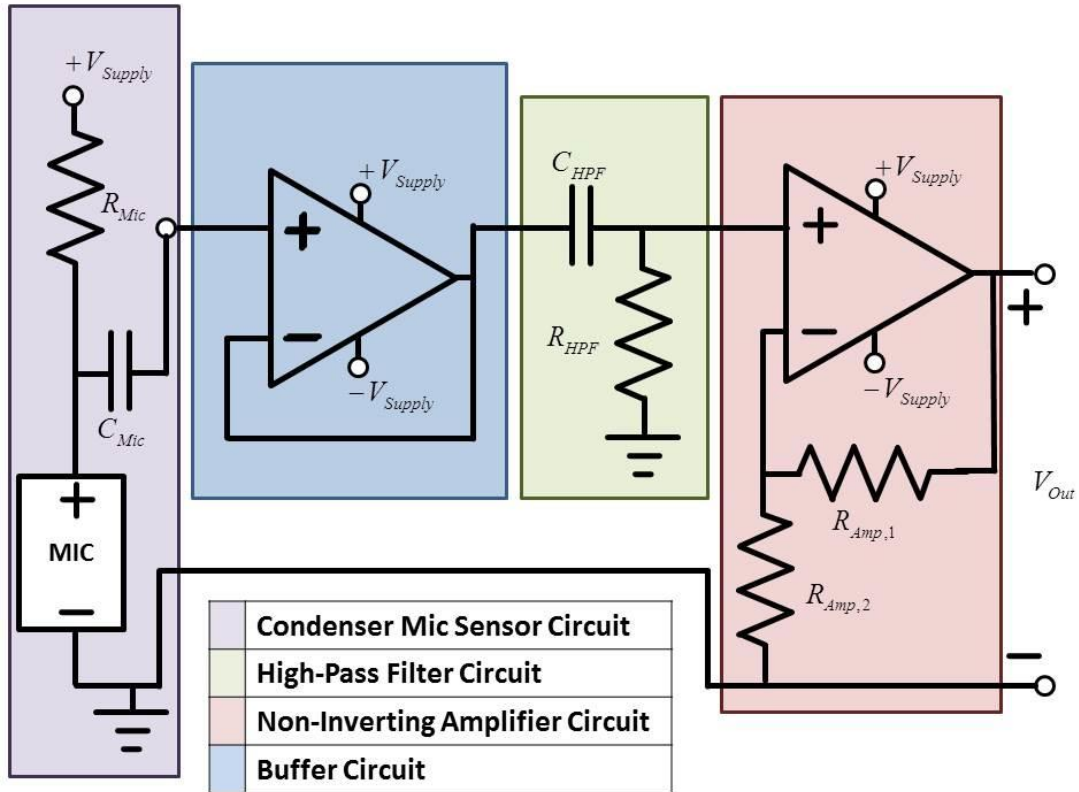 +V_Supply
R_Mic
C_Mic
+
MIC
−
+V_Supply
+
−
−V_Supply
C_HPF
R_HPF
+V_Supply
+
−
−V_Supply
R_Amp,1
R_Amp,2
+
V_Out
−
Condenser Mic Sensor Circuit
High-Pass Filter Circuit
Non-Inverting Amplifier Circuit
Buffer Circuit